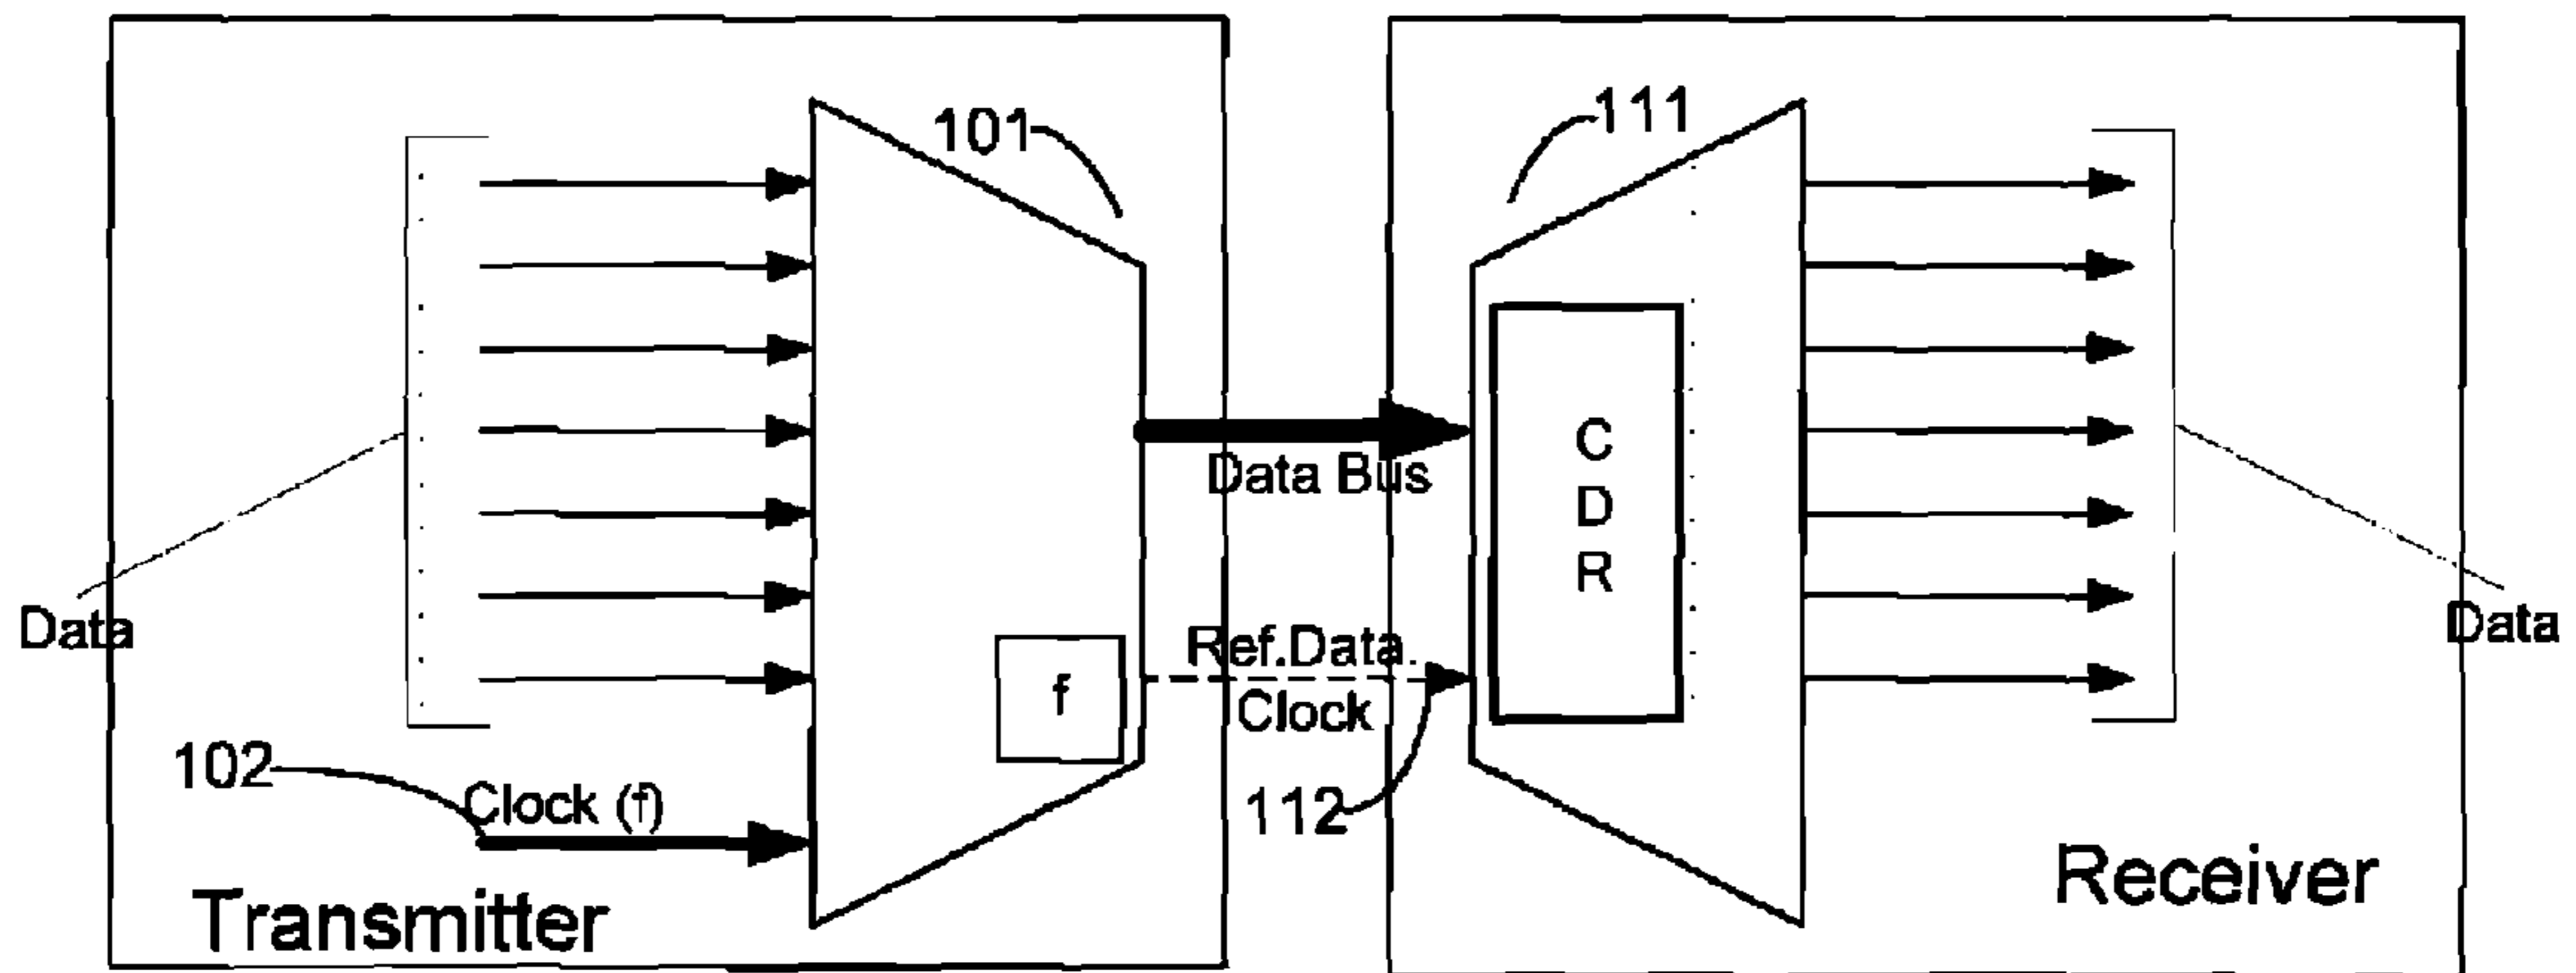 101
111
C
D
R
Data Bus
Data
Data
Ref.Data.
Clock
f
102
Clock (f)
112
Transmitter
Receiver